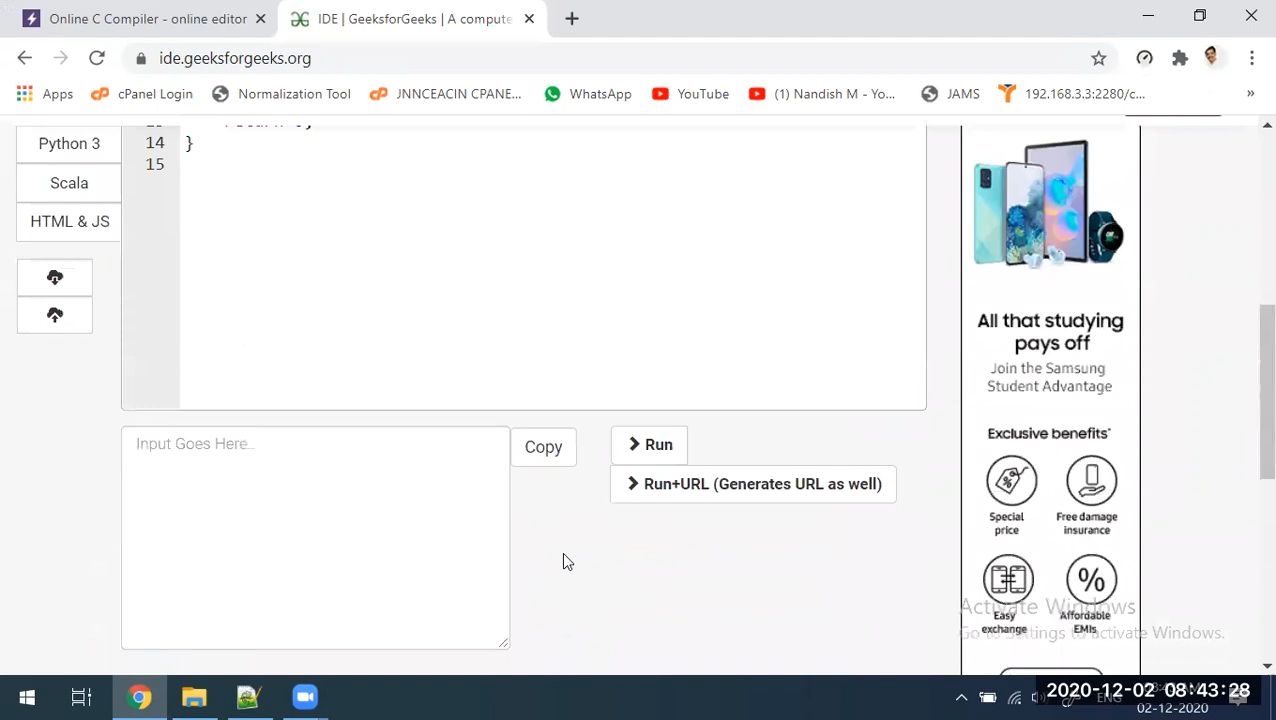 Online C Compiler - online editor
IDE | GeeksforGeeks | A compute
ide.geeksforgeeks.org
Apps
cPanel Login
Normalization Tool
JNNCEACIN CPANE...
WhatsApp
YouTube
(1) Nandish M - Yo...
JAMS
192.168.3.3:2280/c...
»
Python 3
Scala
HTML & JS
14 }
15
Input Goes Here...
Copy
Run
Run+URL (Generates URL as well)
All that studying
pays off
Join the Samsung
Student Advantage
Exclusive benefits*
Special
price
Free damage
insurance
Easy
exchange
Affordable
EMIs
Activate Windows
Go to Settings to activate Windows.
ENG
2020-12-02 08:43:28
02-12-2020